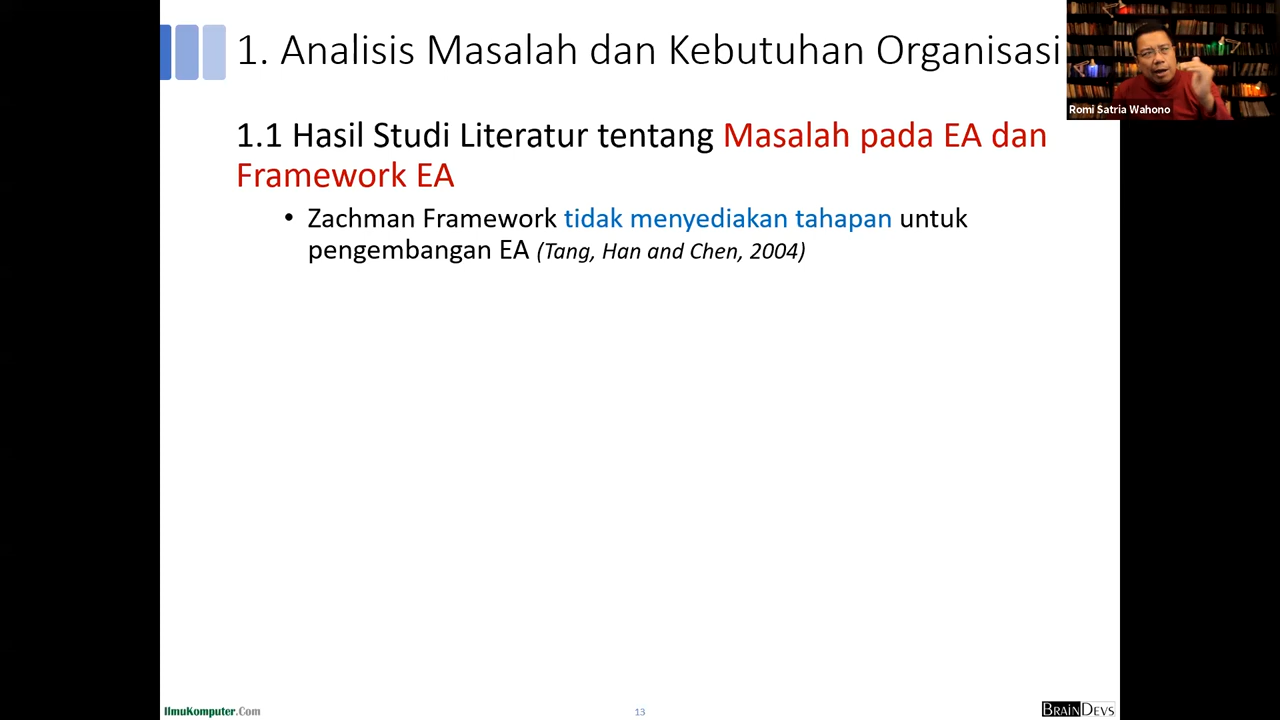 1. Analisis Masalah dan Kebutuhan Organisasi
Romi Satria Wahono
1.1 Hasil Studi Literatur tentang Masalah pada EA dan
Framework EA
• Zachman Framework tidak menyediakan tahapan untuk
pengembangan EA (Tang, Han and Chen, 2004)
IlmuKomputer.Com
13
BRAINDEVS